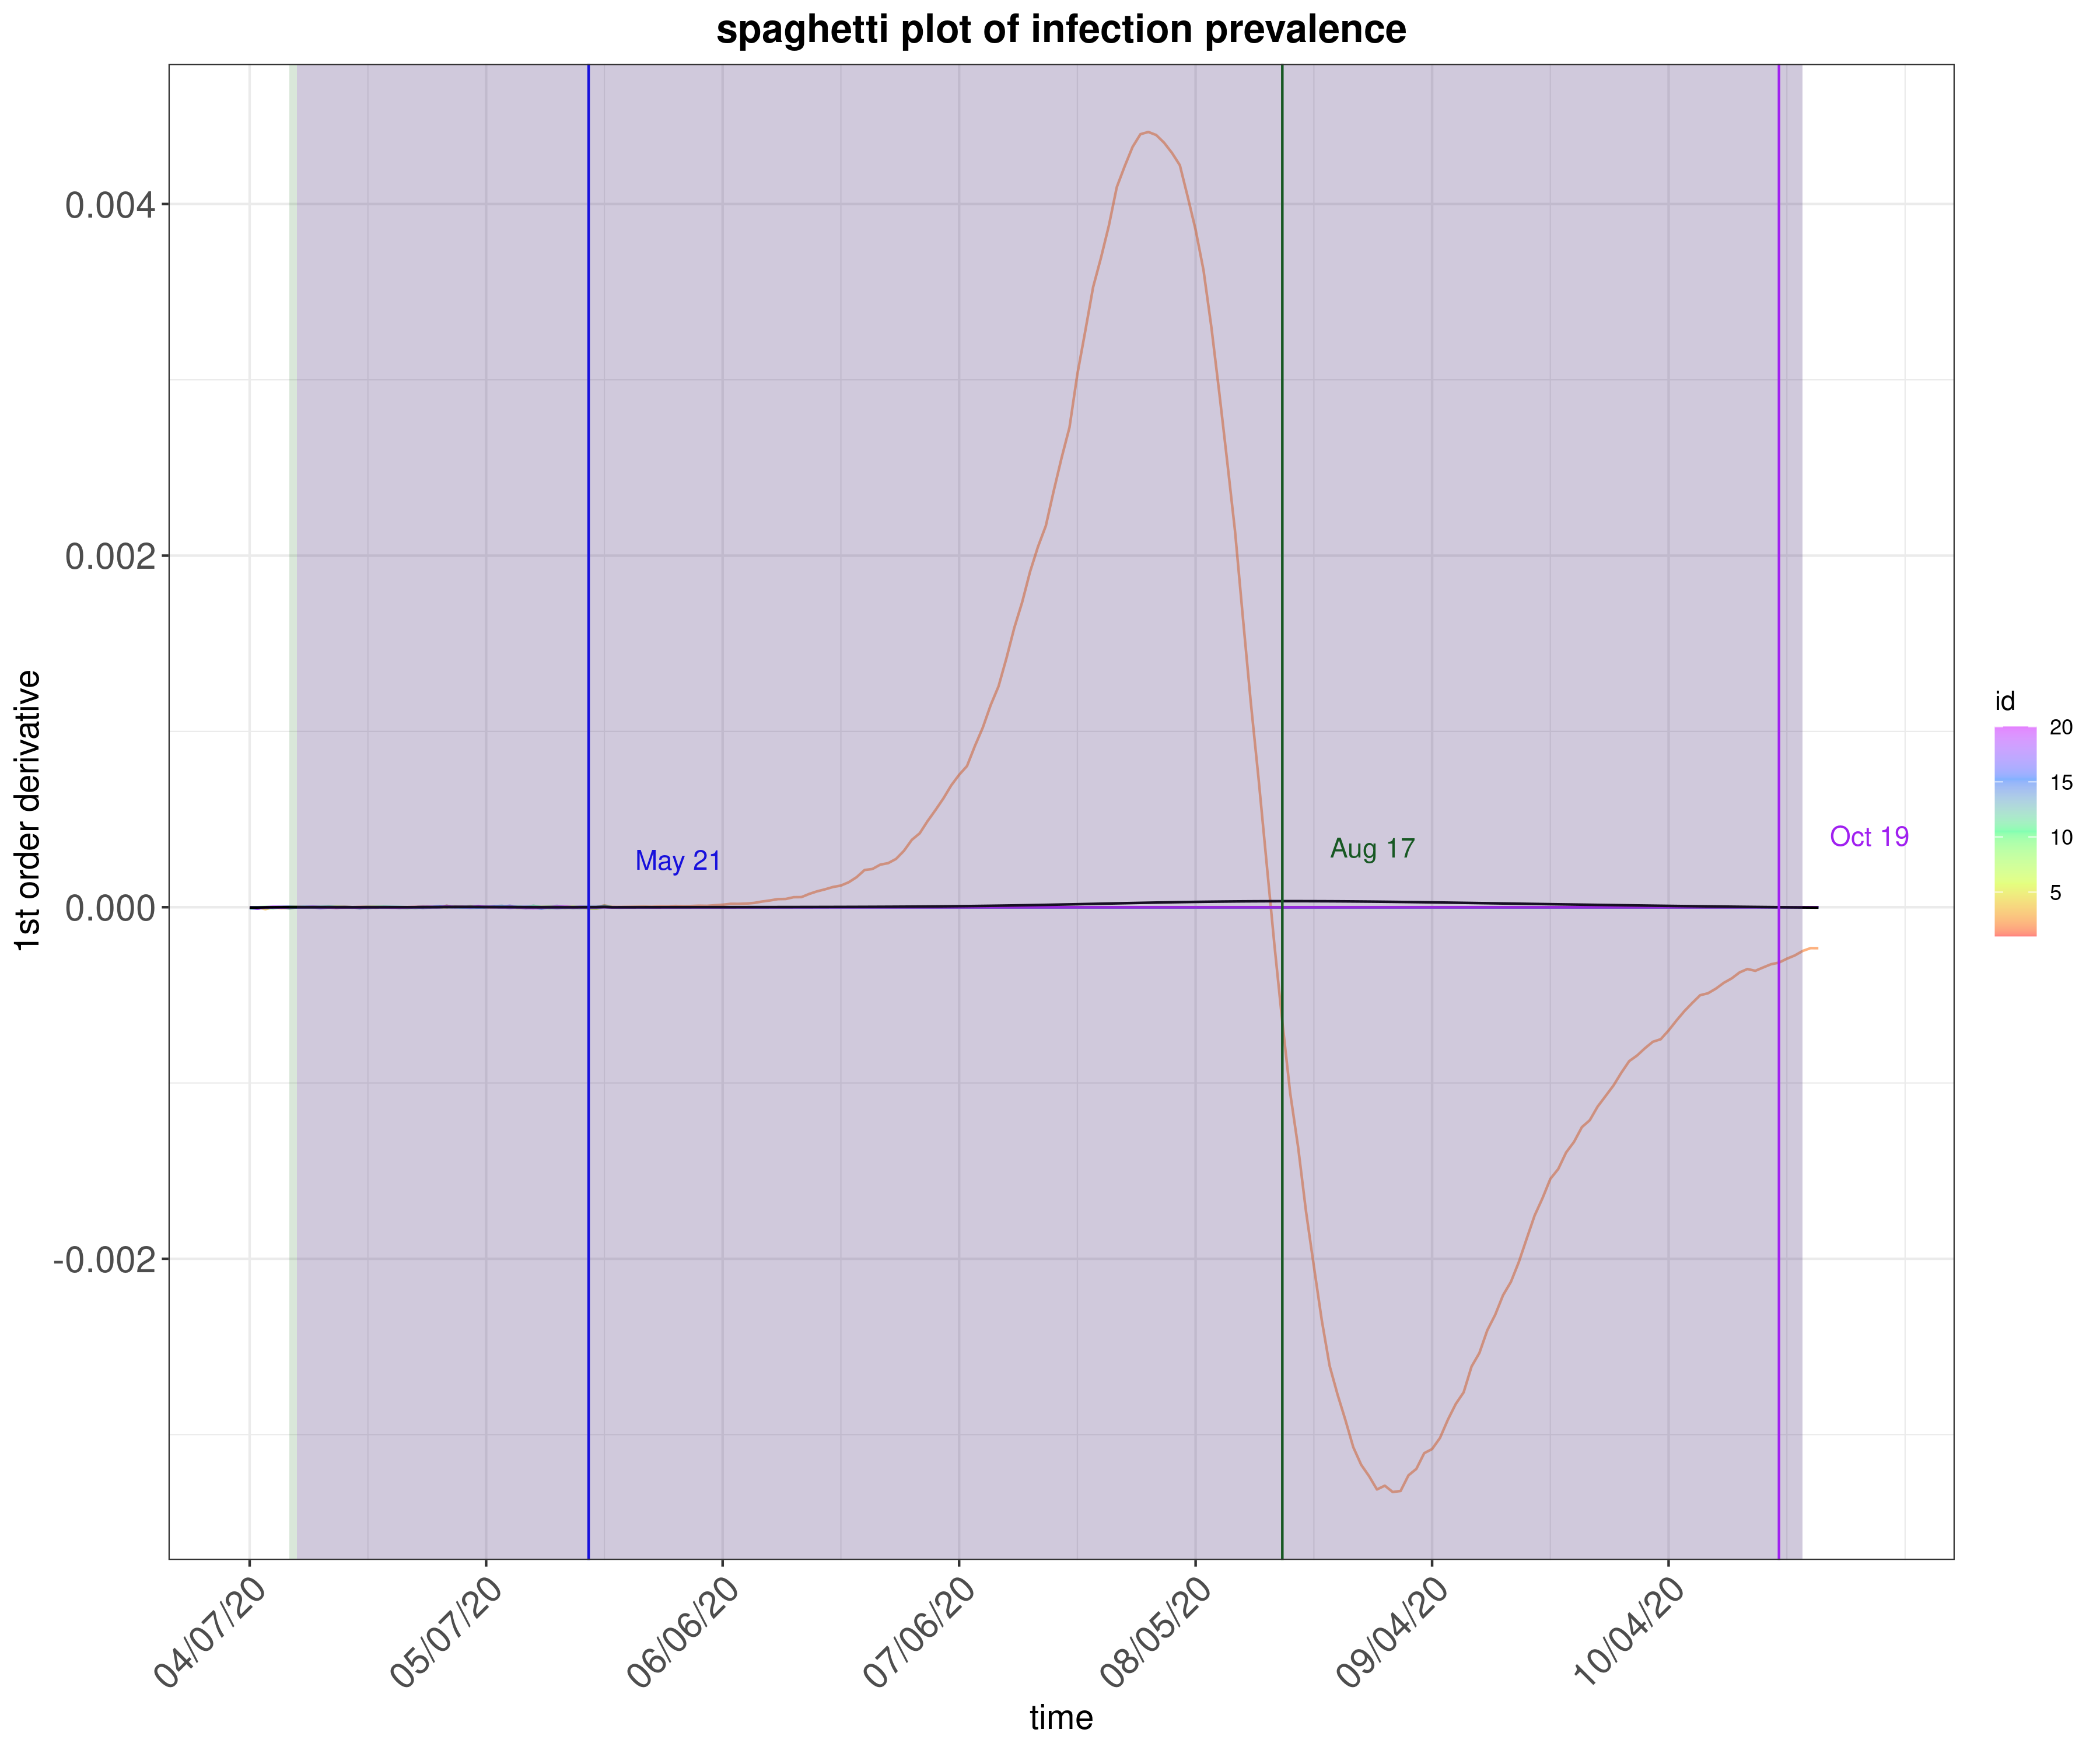 spaghetti plot of infection prevalence
0.004
0.002
0.000
-0.002
1st order derivative
May 21
Aug 17
Oct 19
id
20
15
10
5
04/07/20
05/07/20
06/06/20
07/06/20
08/05/20
09/04/20
10/04/20
time